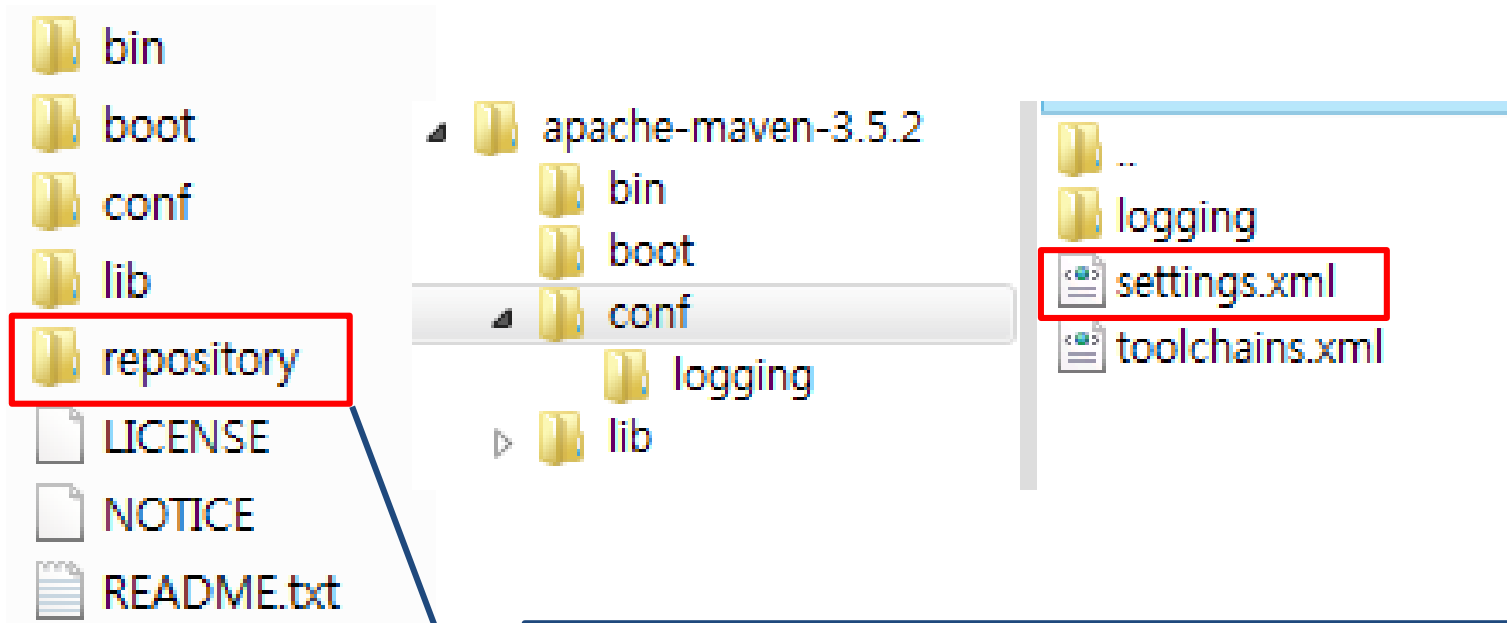 bin
boot
conf
lib
repository
LICENSE
NOTICE
README.txt
apache-maven-3.5.2
bin
boot
conf
logging
lib
..
logging
settings.xml
toolchains.xml